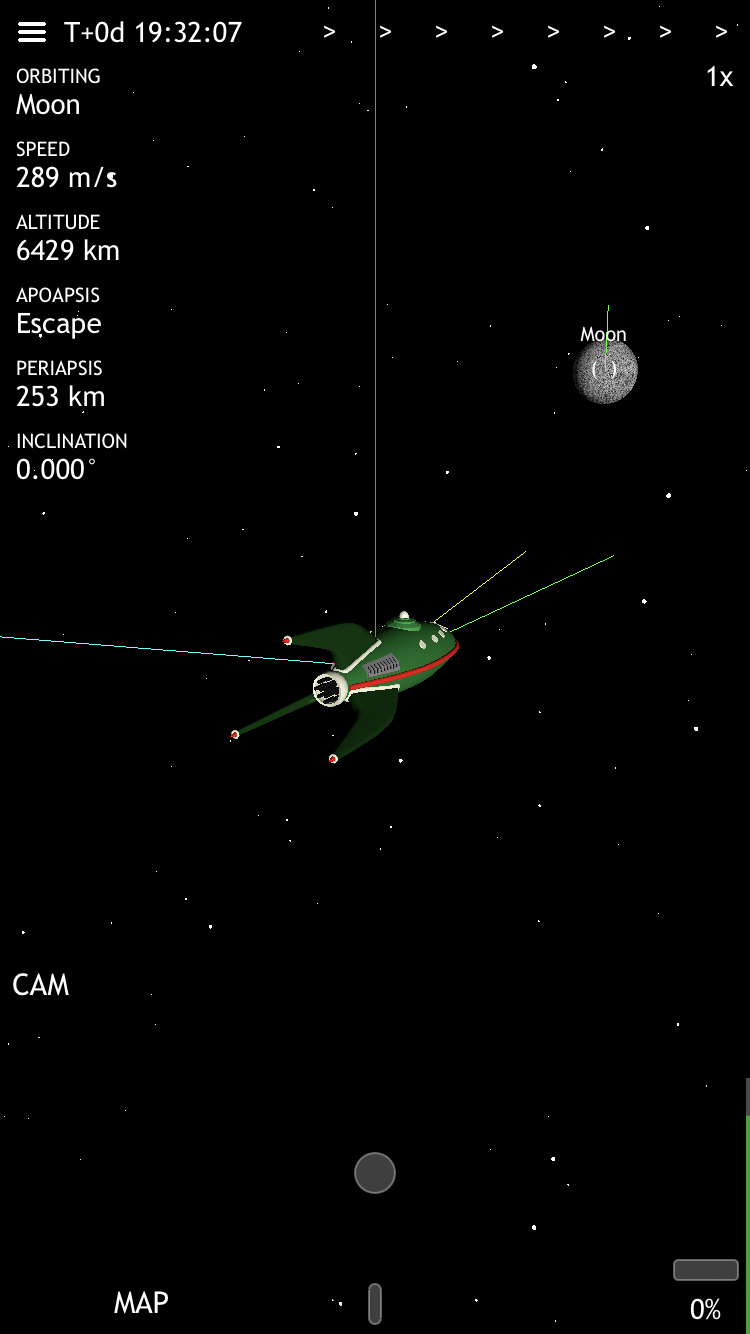 T+0d 19:32:07 > > > > > > > >
1x
ORBITING
Moon
SPEED
289 m/s
ALTITUDE
6429 km
APOAPSIS
Escape
PERIAPSIS
253 km
INCLINATION
0.000°
Moon
( )
CAM
MAP
0%